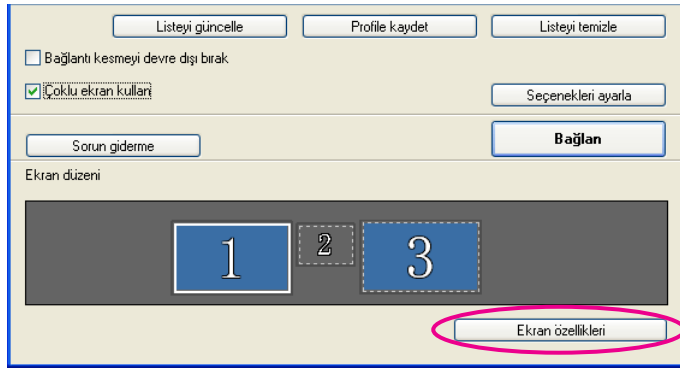 Listeyi güncelle Profile kaydet Listeyi temizle
Bağlantı kesmeyi devre dışı bırak
Çoklu ekran kullan
Seçenekleri ayarla
Sorun giderme Bağlan
Ekran düzeni
1 2 3
Ekran özellikleri